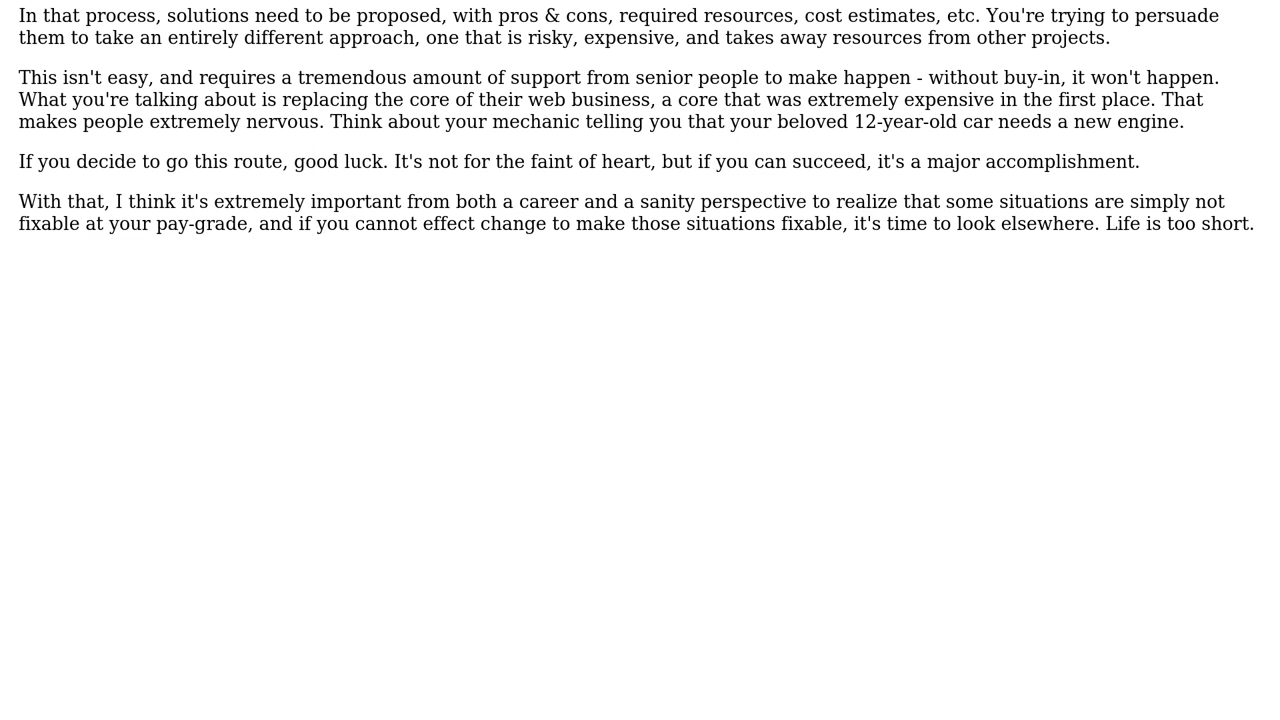 In that process, solutions need to be proposed, with pros & cons, required resources, cost estimates, etc. You're trying to persuade
them to take an entirely different approach, one that is risky, expensive, and takes away resources from other projects.
This isn't easy, and requires a tremendous amount of support from senior people to make happen - without buy-in, it won't happen.
What you're talking about is replacing the core of their web business, a core that was extremely expensive in the first place. That
makes people extremely nervous. Think about your mechanic telling you that your beloved 12-year-old car needs a new engine.
If you decide to go this route, good luck. It's not for the faint of heart, but if you can succeed, it's a major accomplishment.
With that, I think it's extremely important from both a career and a sanity perspective to realize that some situations are simply not
fixable at your pay-grade, and if you cannot effect change to make those situations fixable, it's time to look elsewhere. Life is too short.